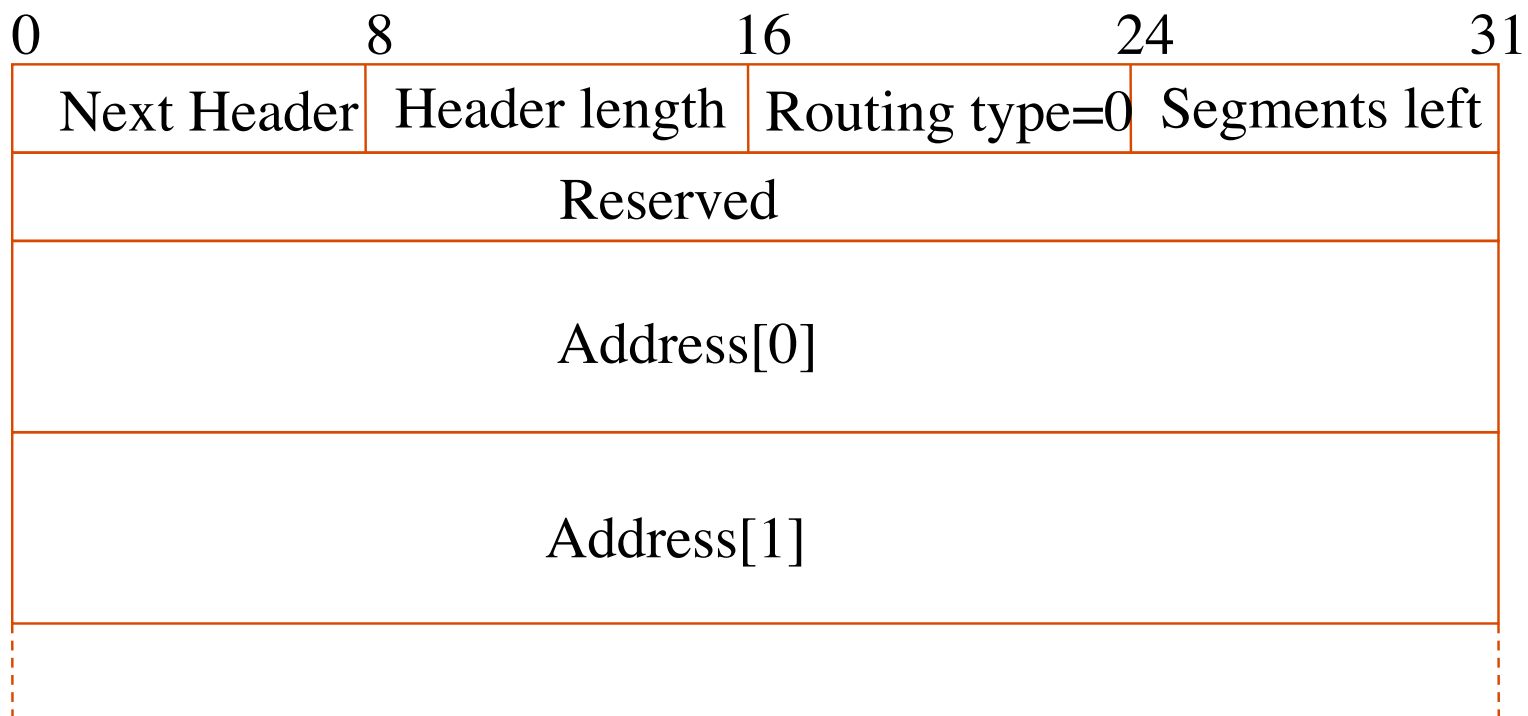 0 8 16 24 31
Next Header Header length Routing type=0 Segments left
Reserved
Address[0]
Address[1]